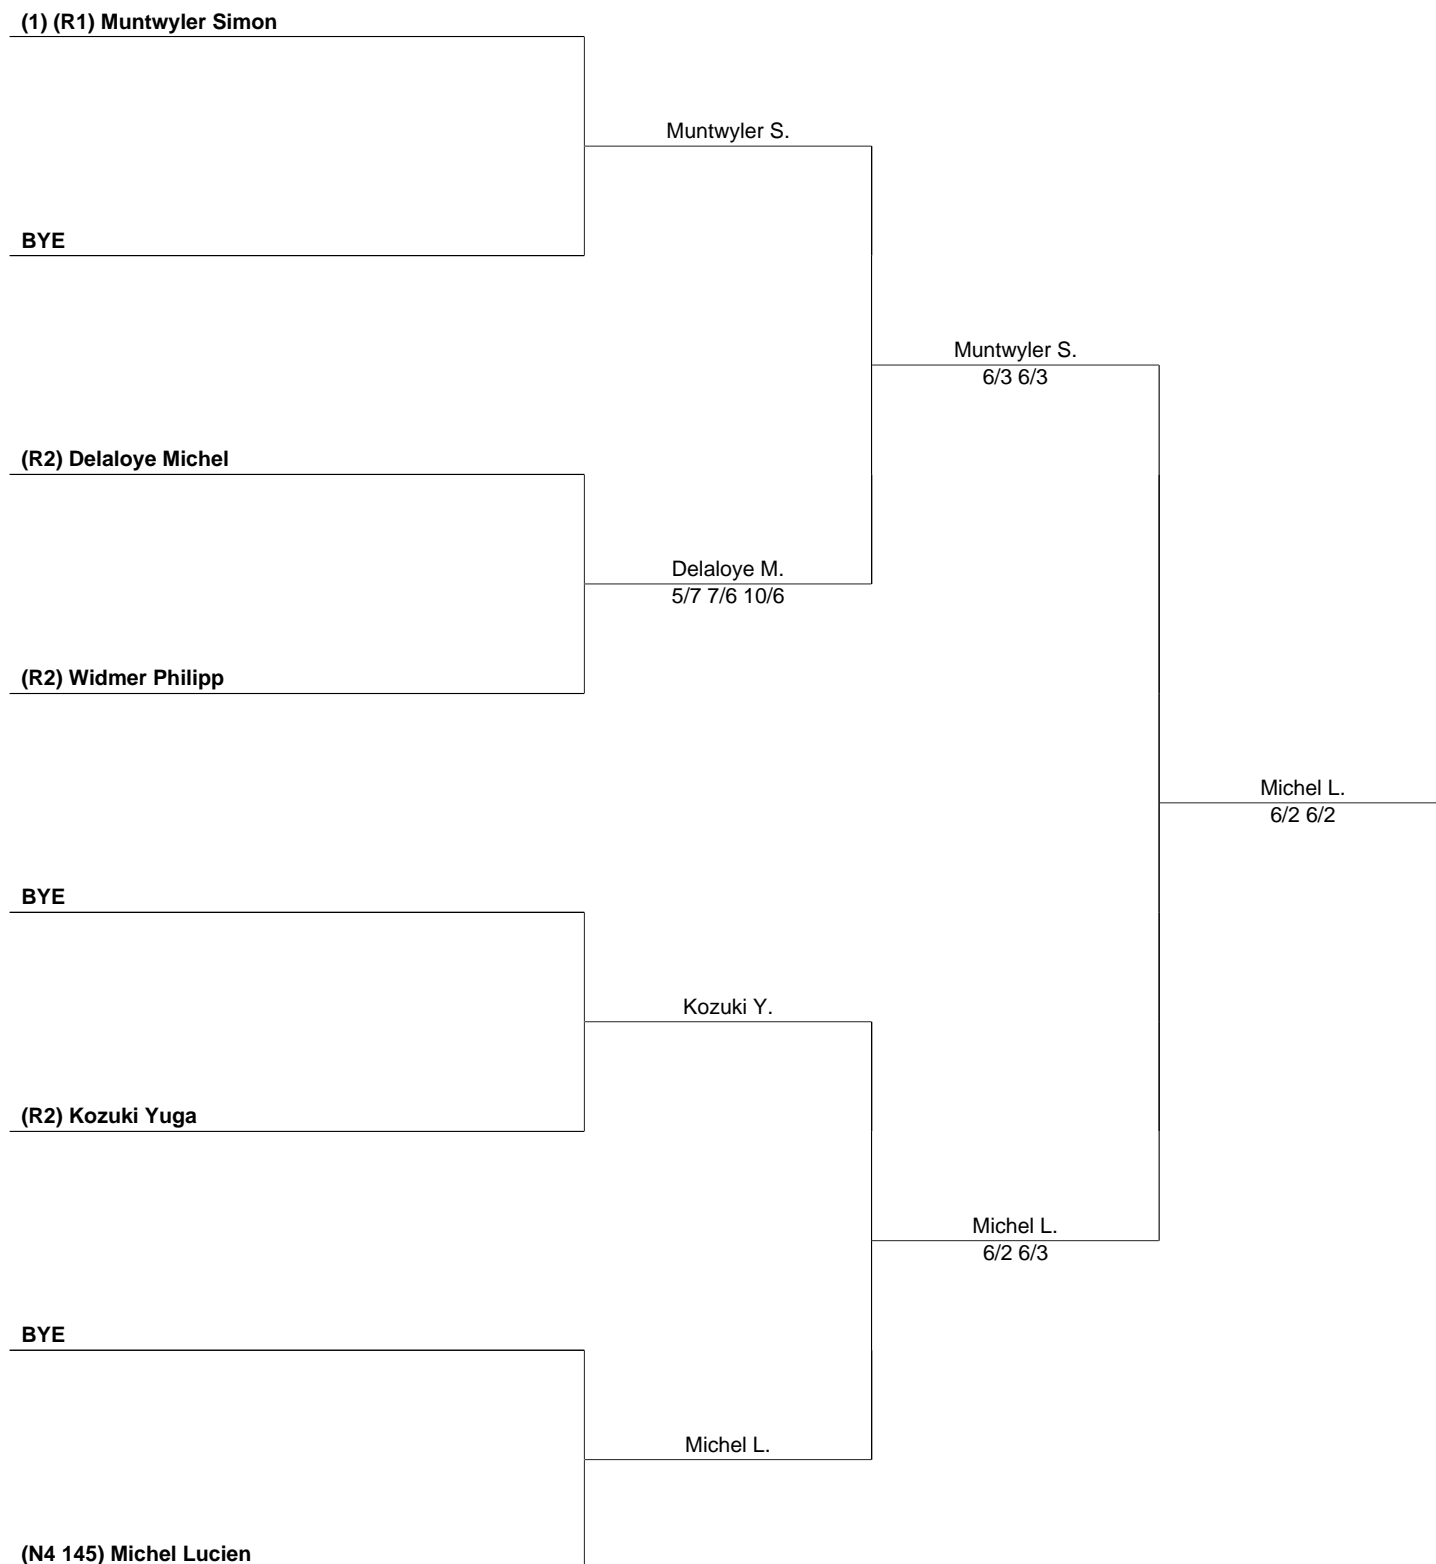 (1) (R1) Muntwyler Simon
Muntwyler S.
BYE
Muntwyler S.
6/3 6/3
(R2) Delaloye Michel
Delaloye M.
5/7 7/6 10/6
(R2) Widmer Philipp
Michel L.
6/2 6/2
BYE
Kozuki Y.
(R2) Kozuki Yuga
Michel L.
6/2 6/3
BYE
Michel L.
(N4 145) Michel Lucien